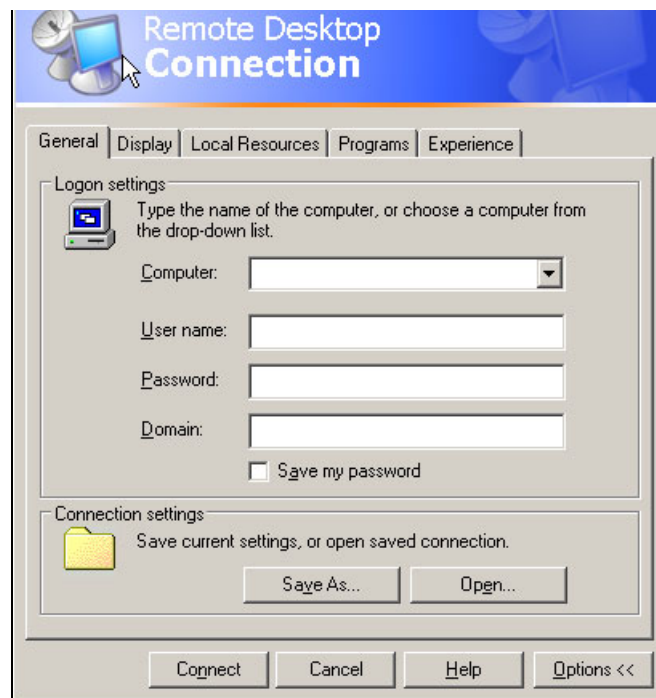 Remote Desktop
Connection
General Display Local Resources Programs Experience
Logon settings
Type the name of the computer, or choose a computer from
the drop-down list.
Computer:
User name:
Password:
Domain:
Save my password
Connection settings
Save current settings, or open saved connection.
Save As... Open...
Connect Cancel Help Options <<